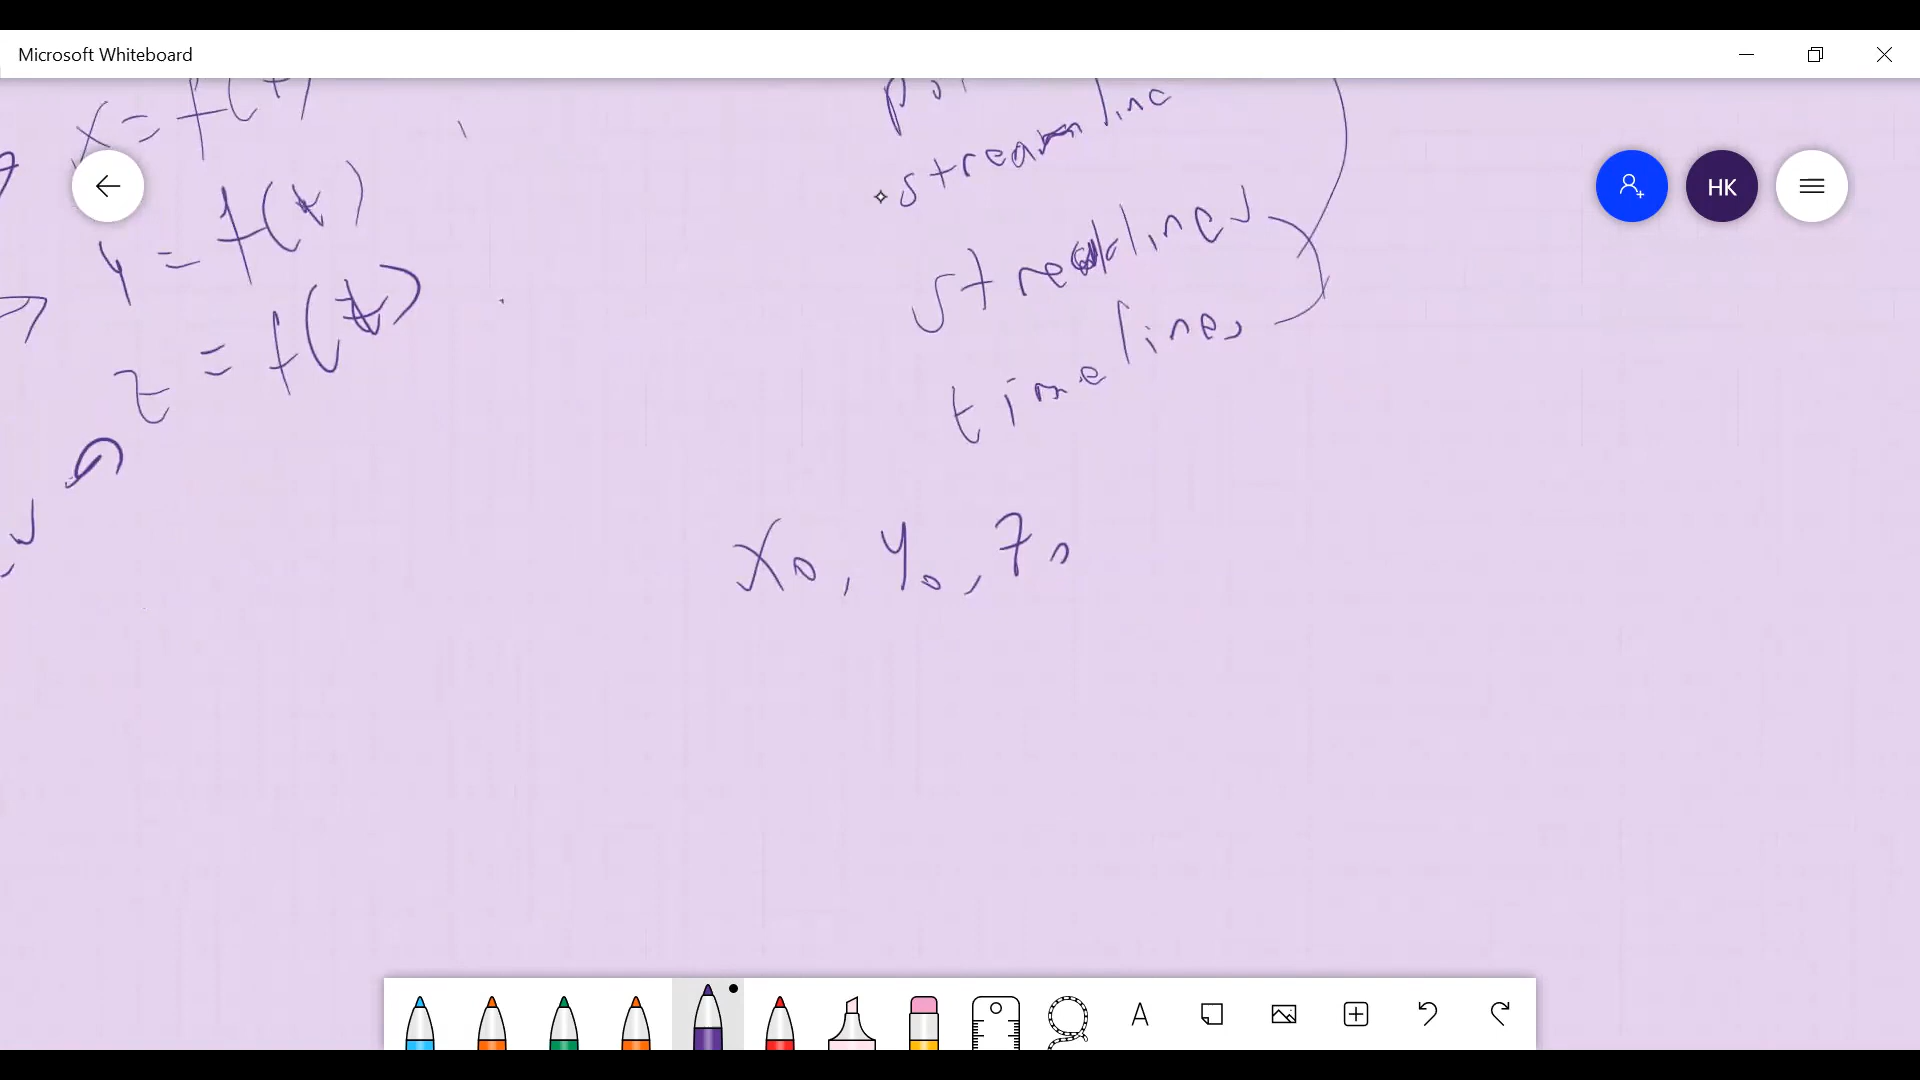 Microsoft Whiteboard
x = f(t)
y = f(t)
z = f(t)
streamline
streaklines
timelines
x₀, y₀, z₀
HK
A